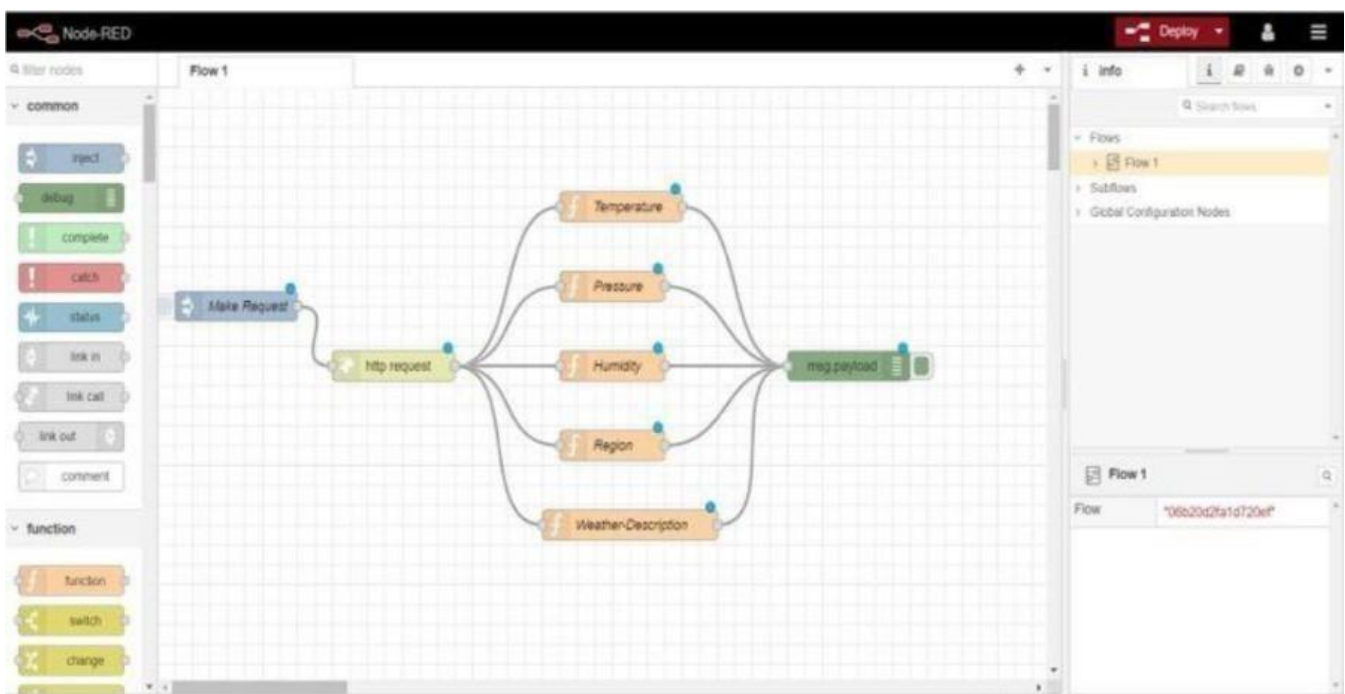 Node-RED
Deploy
filter nodes
Flow 1
i info
Search flows
common
inject
debug
complete
catch
status
link in
link call
link out
comment
function
function
switch
change
Make Request
http request
Temperature
Pressure
Humidity
Region
Weather-Description
msg.payload
Flows
Flow 1
Subflows
Global Configuration Nodes
Flow 1
Flow "06b20d2fa1d720ef"